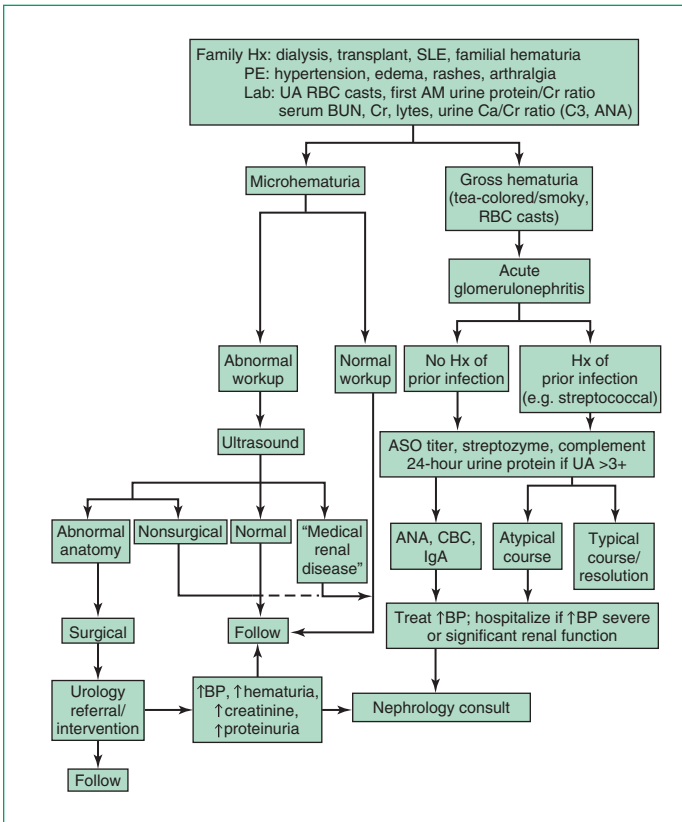 Family Hx: dialysis, transplant, SLE, familial hematuria
PE: hypertension, edema, rashes, arthralgia
Lab: UA RBC casts, first AM urine protein/Cr ratio
serum BUN, Cr, lytes, urine Ca/Cr ratio (C3, ANA)
Microhematuria
Gross hematuria
(tea-colored/smoky,
RBC casts)
Acute
glomerulonephritis
Abnormal
workup
Normal
workup
No Hx of
prior infection
Hx of
prior infection
(e.g. streptococcal)
Ultrasound
ASO titer, streptozyme, complement
24-hour urine protein if UA >3+
Abnormal
anatomy
Nonsurgical
Normal
“Medical
renal
disease”
ANA, CBC,
IgA
Atypical
course
Typical
course/
resolution
Surgical
Follow
Treat ↑BP; hospitalize if ↑BP severe
or significant renal function
Urology
referral/
intervention
↑BP, ↑hematuria,
↑creatinine,
↑proteinuria
Nephrology consult
Follow